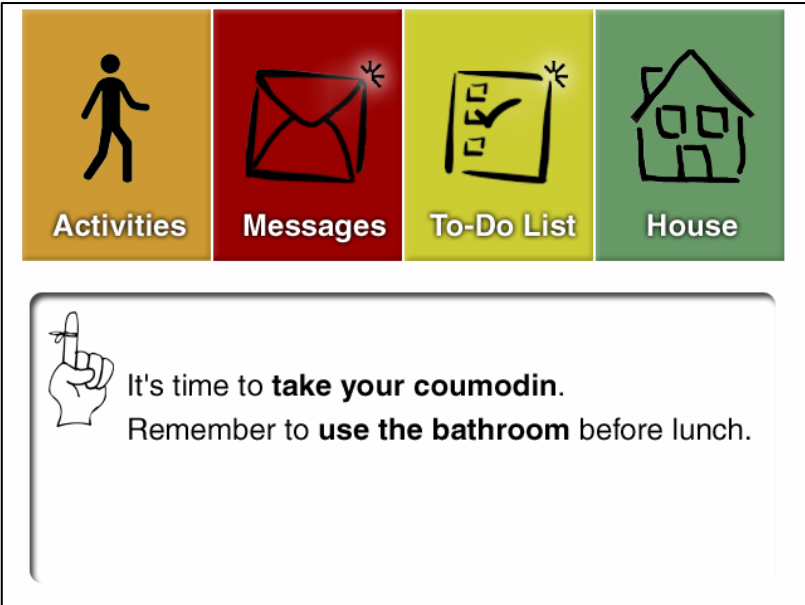 Activities
Messages
To-Do List
House
It's time to take your coumodin.
Remember to use the bathroom before lunch.